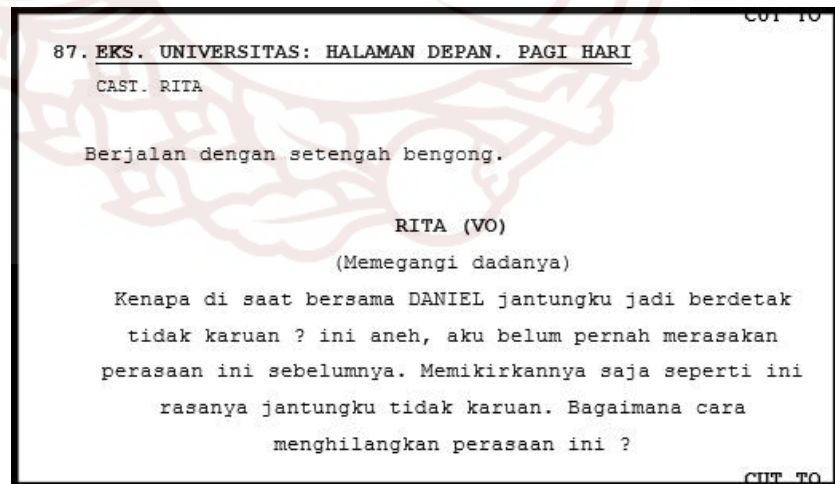 CUT TO
87. EKS. UNIVERSITAS: HALAMAN DEPAN. PAGI HARI
CAST. RITA
Berjalan dengan setengah bengong.
RITA (VO)
(Memegangi dadanya)
Kenapa di saat bersama DANIEL jantungku jadi berdetak
tidak karuan ? ini aneh, aku belum pernah merasakan
perasaan ini sebelumnya. Memikirkannya saja seperti ini
rasanya jantungku tidak karuan. Bagaimana cara
menghilangkan perasaan ini ?
CUT TO